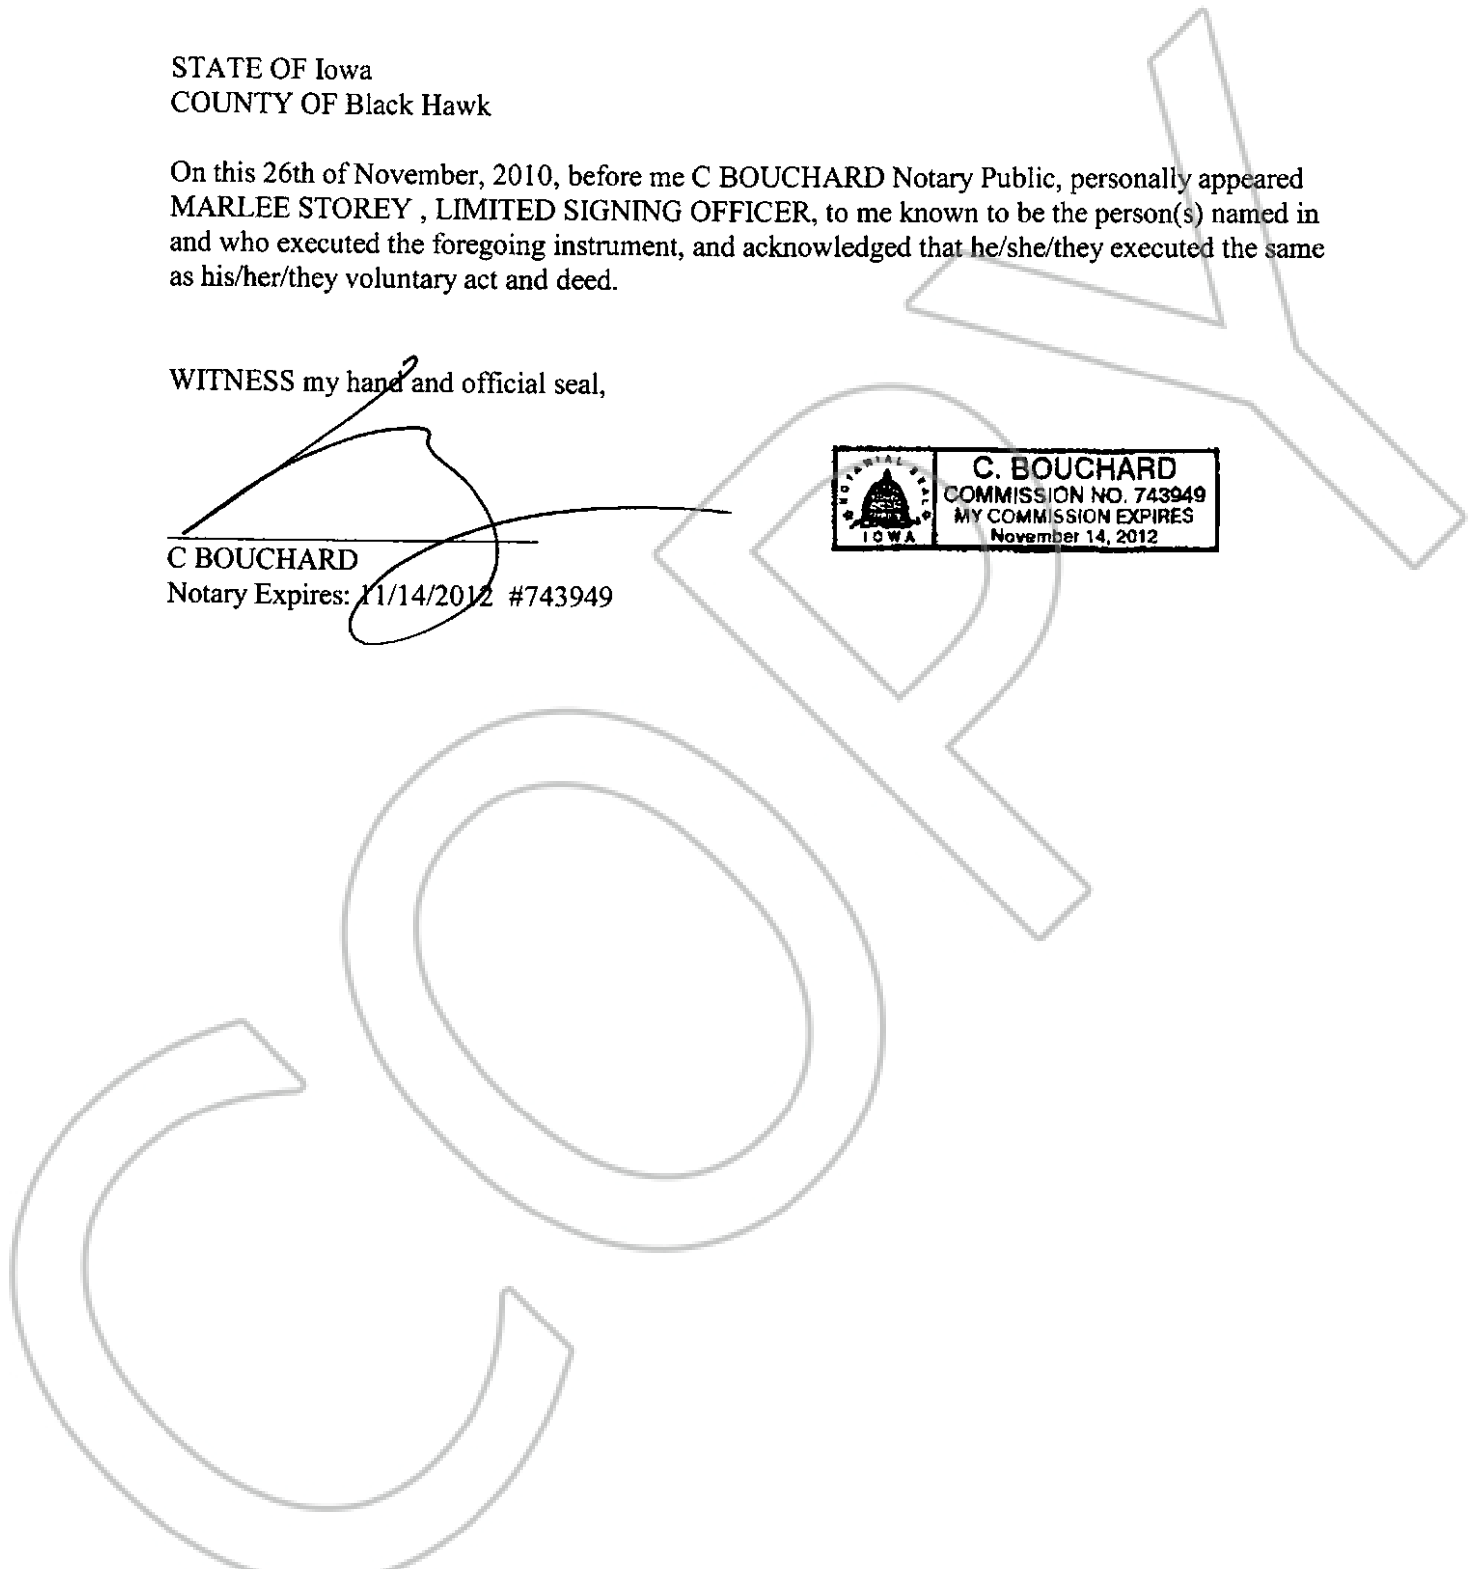 STATE OF Iowa
COUNTY OF Black Hawk
On this 26th of November, 2010, before me C BOUCHARD Notary Public, personally appeared
MARLEE STOREY , LIMITED SIGNING OFFICER, to me known to be the person(s) named in
and who executed the foregoing instrument, and acknowledged that he/she/they executed the same
as his/her/they voluntary act and deed.
WITNESS my hand and official seal,
C BOUCHARD
Notary Expires: 11/14/2012 #743949
NOTARIAL SEAL
IOWA
C. BOUCHARD
COMMISSION NO. 743949
MY COMMISSION EXPIRES
November 14, 2012
COPY